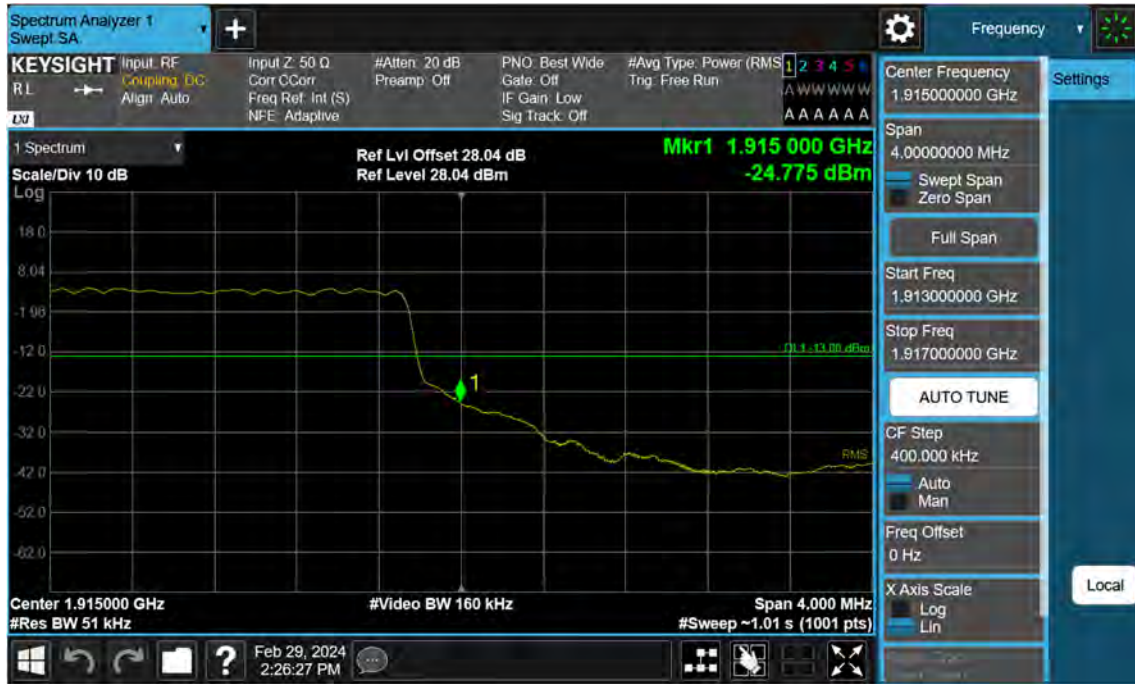 Spectrum Analyzer 1
Swept SA
+
Frequency
KEYSIGHT
RL
LXI
Input: RF
Coupling: DC
Align: Auto
Input Z: 50 Ω
Corr CCorr
Freq Ref: Int (S)
NFE: Adaptive
#Atten: 20 dB
Preamp: Off
PNO: Best Wide
Gate: Off
IF Gain: Low
Sig Track: Off
#Avg Type: Power (RMS
Trig: Free Run
1 2 3 4 5 6
A W W W W W
A A A A A A
1 Spectrum
Scale/Div 10 dB
Ref Lvl Offset 28.04 dB
Ref Level 28.04 dBm
Mkr1 1.915 000 GHz
-24.775 dBm
Log
18.0
8.04
-1.96
-12.0
-22.0
-32.0
-42.0
-52.0
-62.0
DL1 -13.00 dBm
1
RMS
Center 1.915000 GHz
#Res BW 51 kHz
#Video BW 160 kHz
Span 4.000 MHz
#Sweep ~1.01 s (1001 pts)
Center Frequency
1.915000000 GHz
Settings
Span
4.00000000 MHz
Swept Span
Zero Span
Full Span
Start Freq
1.913000000 GHz
Stop Freq
1.917000000 GHz
AUTO TUNE
CF Step
400.000 kHz
Auto
Man
Freq Offset
0 Hz
X Axis Scale
Log
Lin
Local
?
Feb 29, 2024
2:26:27 PM